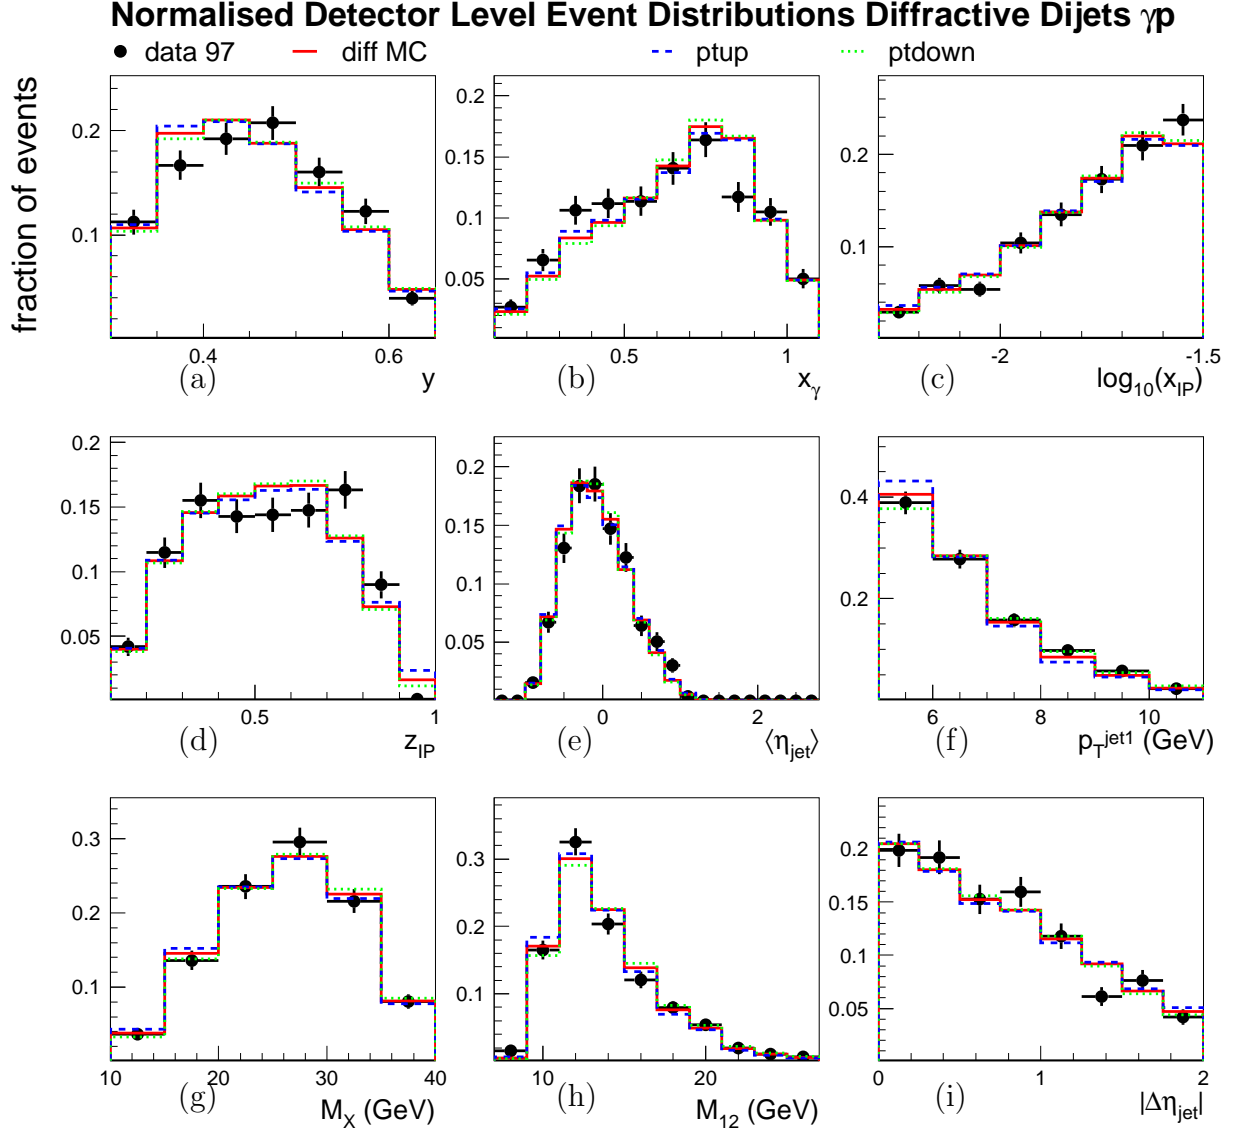 Normalised Detector Level Event Distributions Diffractive Dijets γp
data 97 diff MC ptup ptdown
fraction of events
0.2
0.1
0.4 0.6
(a) y
0.2
0.15
0.1
0.05
0.5 1
(b) xγ
0.2
0.1
-2 -1.5
(c) log10(xIP)
0.2
0.15
0.1
0.05
0.5 1
(d) zIP
0.2
0.15
0.1
0.05
0 2
(e) ⟨ηjet⟩
0.4
0.2
6 8 10
(f) pT jet1 (GeV)
0.3
0.2
0.1
10 20 30 40
(g) MX (GeV)
0.3
0.2
0.1
10 20
(h) M12 (GeV)
0.2
0.15
0.1
0.05
0 1 2
(i) |Δηjet|